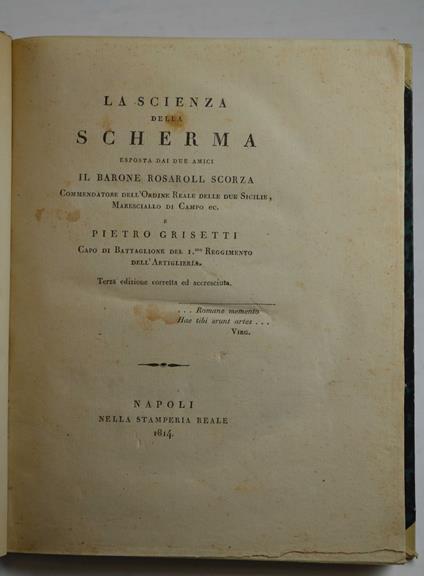 LA SCIENZA
DELLA
SCHERMA
ESPOSTA DAI DUE AMICI
IL BARONE ROSAROLL SCORZA
COMMENDATORE DELL'ORDINE REALE DELLE DUE SICILIE,
MARESCIALLO DI CAMPO EC.
E
PIETRO GRISETTI
CAPO DI BATTAGLIONE DEL 1.mo REGGIMENTO
DELL'ARTIGLIERÍA.
Terza edizione corretta ed accresciuta.
. . . Romane memento
Hae tibi erunt artes . . .
VIRG.
NAPOLI
NELLA STAMPERIA REALE
1814.